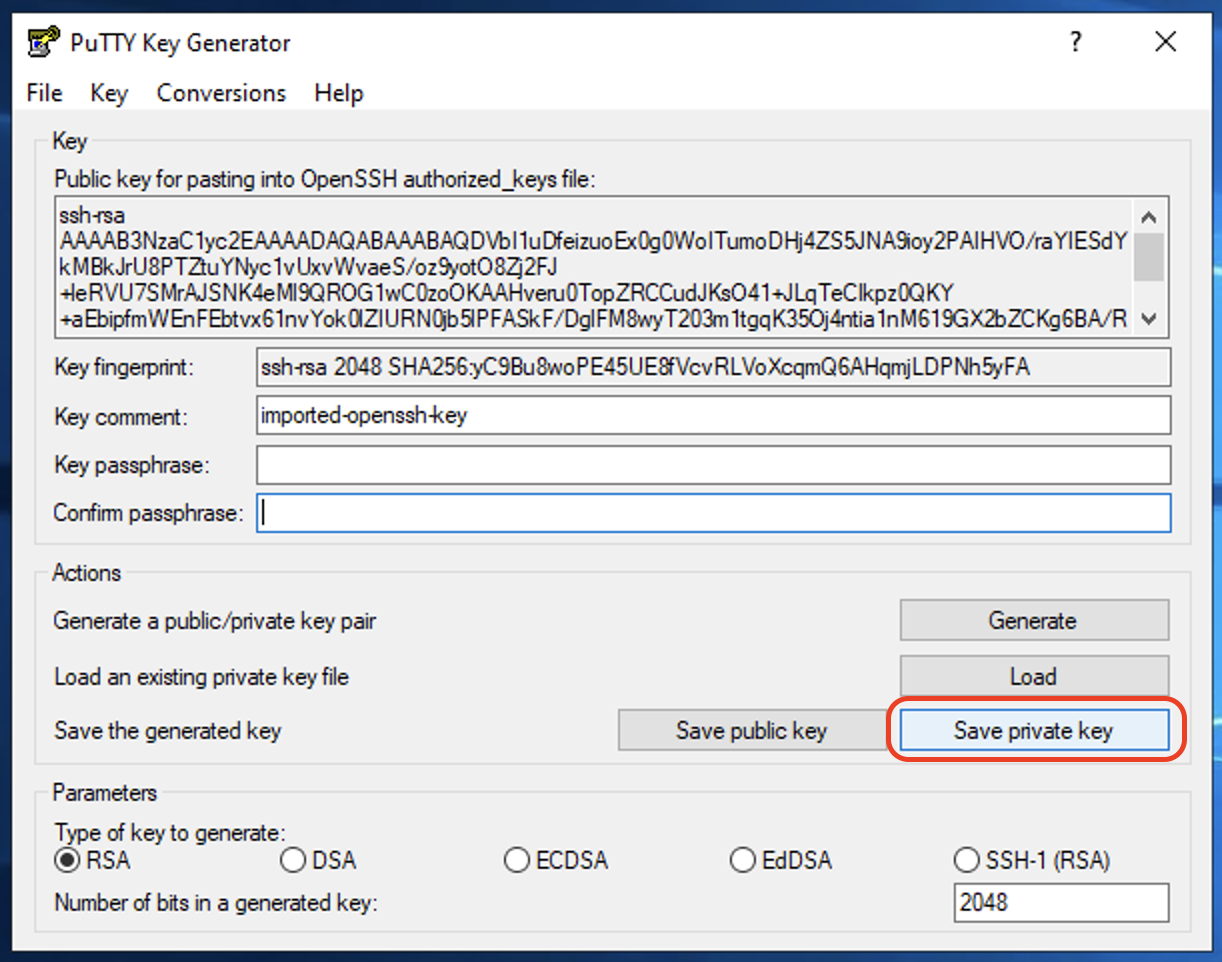 PuTTY Key Generator
?
File Key Conversions Help
Key
Public key for pasting into OpenSSH authorized_keys file:
ssh-rsa
AAAAB3NzaC1yc2EAAAADAQABAAABAQDVbI1uDfeizuoEx0g0WoITumoDHj4ZS5JNA9ioy2PAIHVO/raYIESdY
kMBkJrU8PTZtuYNyc1vUxvWvaeS/oz9yotO8Zj2FJ
+IeRVU7SMrAJSNK4eMI9QROG1wC0zoOKAAHveru0TopZRCCudJKsO41+JLqTeCIkpz0QKY
+aEbipfmWEnFEbtvx61nvYok0IZIURN0jb5IPFASkF/DgIFM8wyT203m1tgqK35Oj4ntia1nM619GX2bZCKg6BA/R
Key fingerprint: ssh-rsa 2048 SHA256:yC9Bu8woPE45UE8fVcvRLVoXcqmQ6AHqmjLDPNh5yFA
Key comment: imported-openssh-key
Key passphrase:
Confirm passphrase:
Actions
Generate a public/private key pair Generate
Load an existing private key file Load
Save the generated key Save public key Save private key
Parameters
Type of key to generate:
RSA DSA ECDSA EdDSA SSH-1 (RSA)
Number of bits in a generated key: 2048